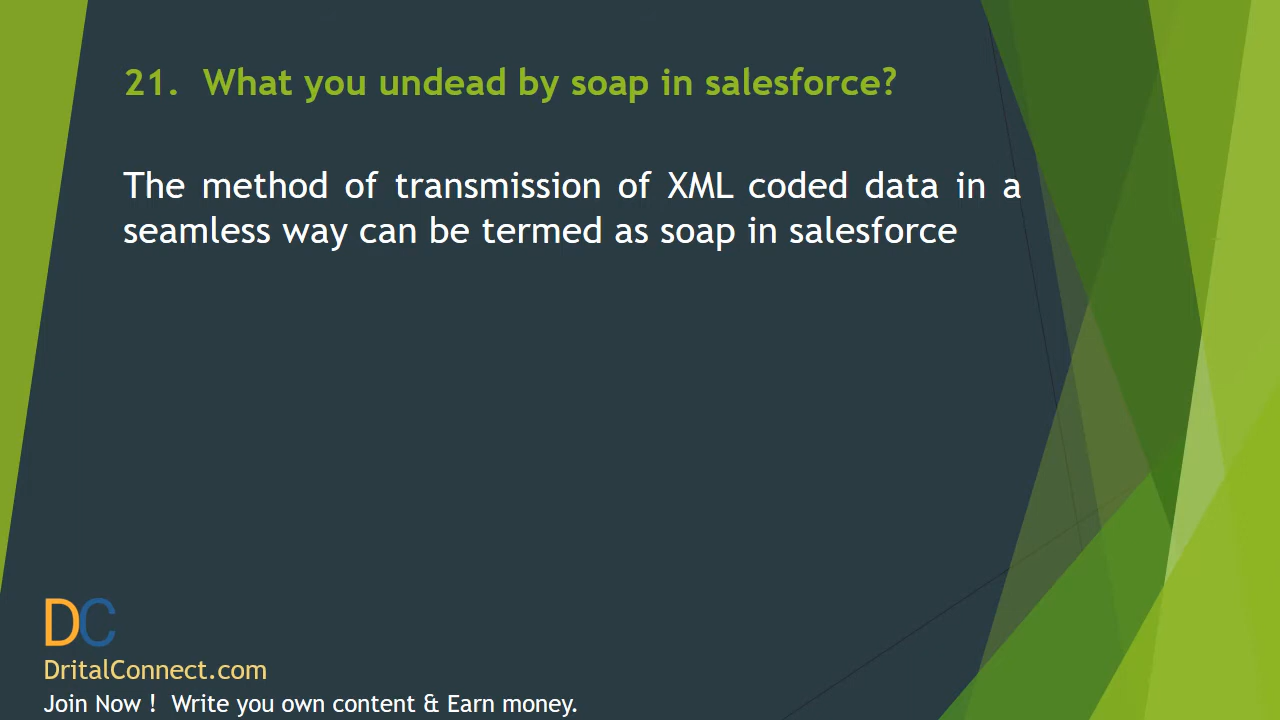 21. What you undead by soap in salesforce?
The method of transmission of XML coded data in a
seamless way can be termed as soap in salesforce
DC
DritalConnect.com
Join Now ! Write you own content & Earn money.